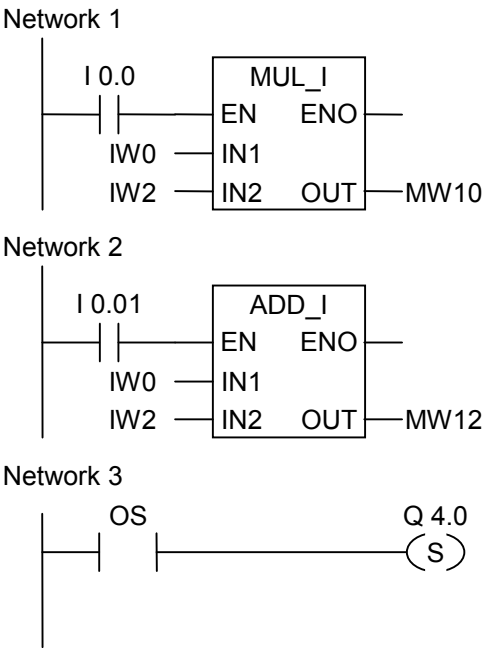 Network 1
I 0.0
MUL_I
EN ENO
IW0 IN1
IW2 IN2 OUT MW10
Network 2
I 0.01
ADD_I
EN ENO
IW0 IN1
IW2 IN2 OUT MW12
Network 3
OS Q 4.0
S